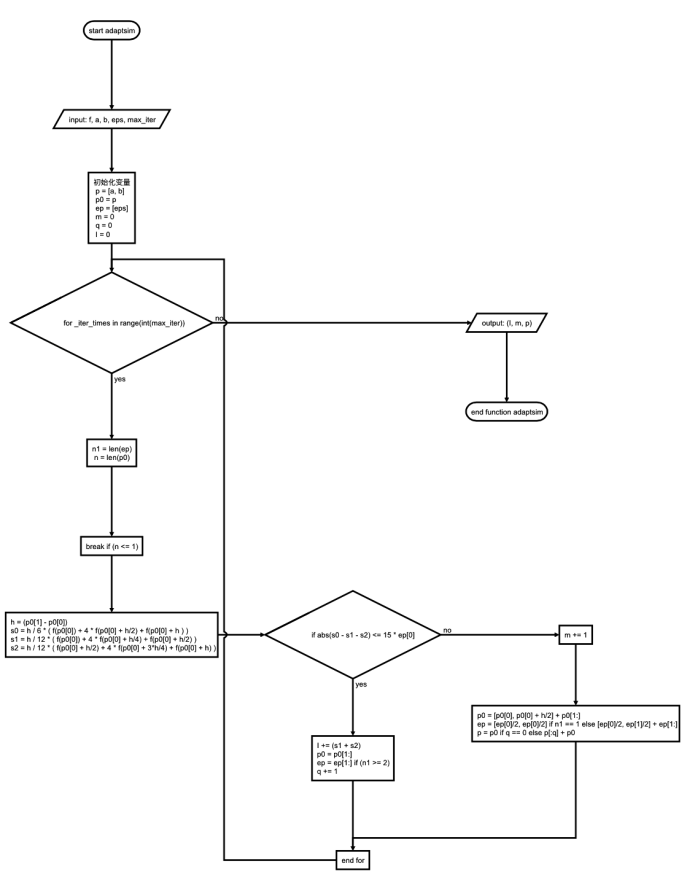 start adaptsim
input: f, a, b, eps, max_iter
初始化变量
p = [a, b]
p0 = p
ep = [eps]
m = 0
q = 0
I = 0
for _iter_times in range(int(max_iter))
no
output: (I, m, p)
yes
end function adaptsim
n1 = len(ep)
n = len(p0)
break if (n <= 1)
h = (p0[1] - p0[0])
s0 = h / 6 * ( f(p0[0]) + 4 * f(p0[0] + h/2) + f(p0[0] + h ) )
s1 = h / 12 * ( f(p0[0]) + 4 * f(p0[0] + h/4) + f(p0[0] + h/2) )
s2 = h / 12 * ( f(p0[0] + h/2) + 4 * f(p0[0] + 3*h/4) + f(p0[0] + h) )
if abs(s0 - s1 - s2) <= 15 * ep[0]
no
m += 1
yes
p0 = [p0[0], p0[0] + h/2] + p0[1:]
ep = [ep[0]/2, ep[0]/2] if n1 == 1 else [ep[0]/2, ep[1]/2] + ep[1:]
p = p0 if q == 0 else p[:q] + p0
I += (s1 + s2)
p0 = p0[1:]
ep = ep[1:] if (n1 >= 2)
q += 1
end for